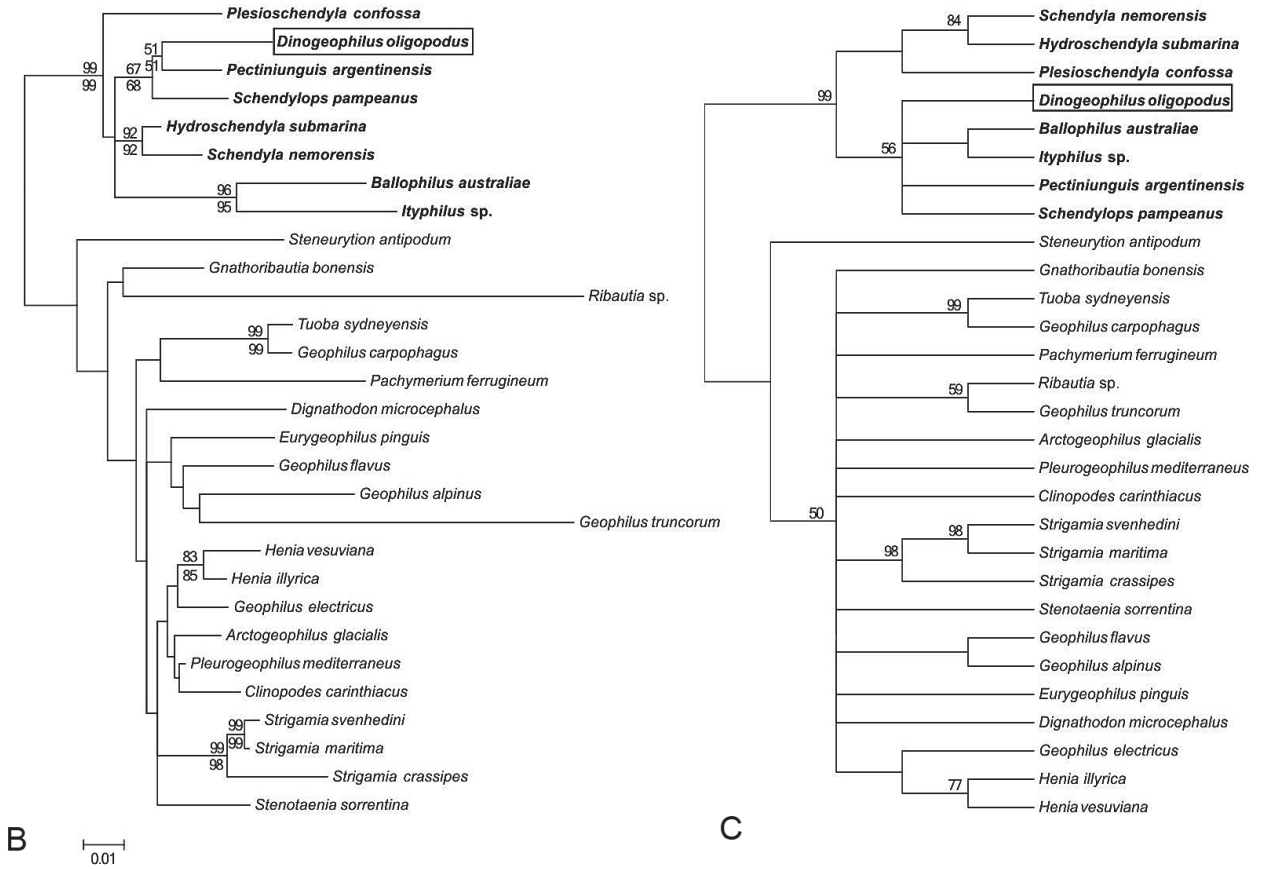 Plesioschendyla confossa
51
Dinogeophilus oligopodus
51
Pectiniunguis argentinensis
67
68
99
99
Schendylops pampeanus
Hydroschendyla submarina
92
92
Schendyla nemorensis
Ballophilus australiae
96
95
Ityphilus sp.
Steneurytion antipodum
Gnathoribautia bonensis
Ribautia sp.
Tuoba sydneyensis
99
99
Geophilus carpophagus
Pachymerium ferrugineum
Dignathodon microcephalus
Eurygeophilus pinguis
Geophilus flavus
Geophilus alpinus
Geophilus truncorum
Henia vesuviana
83
85
Henia illyrica
Geophilus electricus
Arctogeophilus glacialis
Pleurogeophilus mediterraneus
Clinopodes carinthiacus
Strigamia svenhedini
99
99
Strigamia maritima
99
98
Strigamia crassipes
Stenotaenia sorrentina
B
0.01
Schendyla nemorensis
84
Hydroschendyla submarina
Plesioschendyla confossa
99
Dinogeophilus oligopodus
Ballophilus australiae
56
Ityphilus sp.
Pectiniunguis argentinensis
Schendylops pampeanus
Steneurytion antipodum
Gnathoribautia bonensis
Tuoba sydneyensis
99
Geophilus carpophagus
Pachymerium ferrugineum
Ribautia sp.
59
Geophilus truncorum
Arctogeophilus glacialis
Pleurogeophilus mediterraneus
Clinopodes carinthiacus
50
Strigamia svenhedini
98
Strigamia maritima
98
Strigamia crassipes
Stenotaenia sorrentina
Geophilus flavus
Geophilus alpinus
Eurygeophilus pinguis
Dignathodon microcephalus
Geophilus electricus
Henia illyrica
77
Henia vesuviana
C